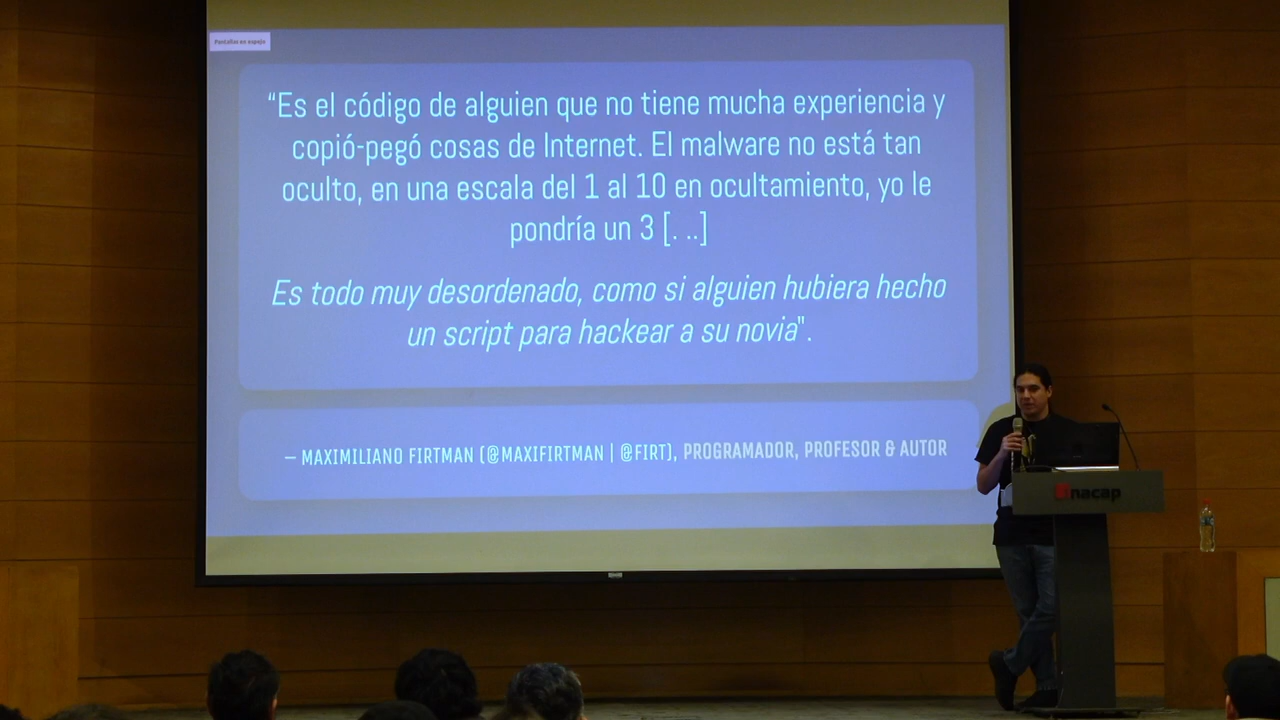 Pantallas en espejo
“Es el código de alguien que no tiene mucha experiencia y
copió-pegó cosas de Internet. El malware no está tan
oculto, en una escala del 1 al 10 en ocultamiento, yo le
pondría un 3 [. ..]
Es todo muy desordenado, como si alguien hubiera hecho
un script para hackear a su novia".
– MAXIMILIANO FIRTMAN (@MAXIFIRTMAN | @FIRT), PROGRAMADOR, PROFESOR & AUTOR
inacap